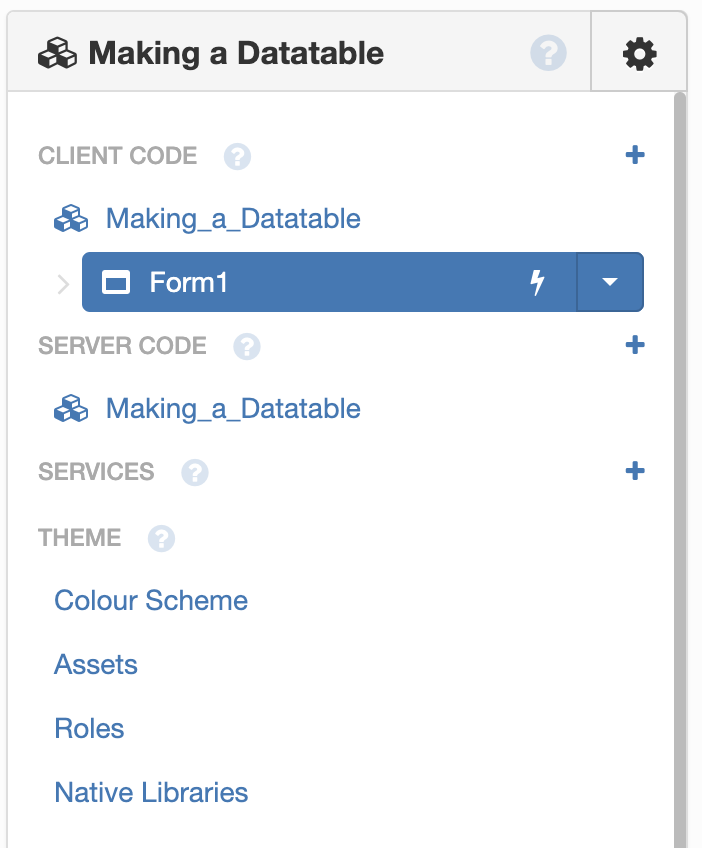 Making a Datatable ?
CLIENT CODE ? +
Making_a_Datatable
Form1
SERVER CODE ? +
Making_a_Datatable
SERVICES ? +
THEME ?
Colour Scheme
Assets
Roles
Native Libraries